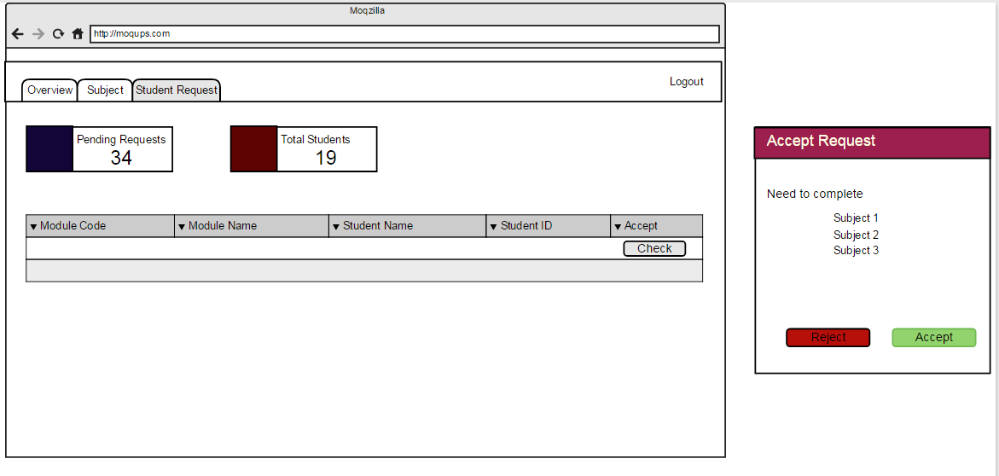 Moqzilla
http://moqups.com
Logout
Overview Subject Student Request
Pending Requests
34
Total Students
19
▼ Module Code ▼ Module Name ▼ Student Name ▼ Student ID ▼ Accept
Check
Accept Request
Need to complete
Subject 1
Subject 2
Subject 3
Reject Accept